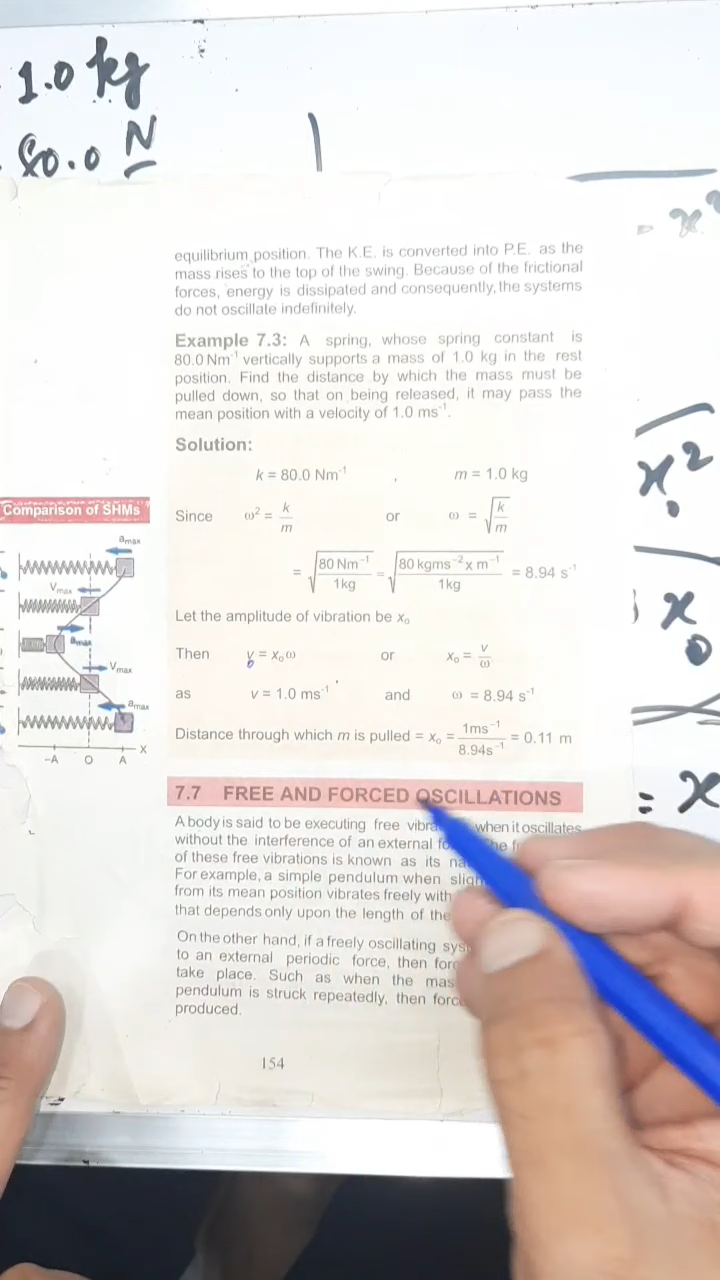 1.0 kg
80.0 N
equilibrium position. The K.E. is converted into P.E. as the
mass rises to the top of the swing. Because of the frictional
forces, energy is dissipated and consequently, the systems
do not oscillate indefinitely.
Example 7.3: A spring, whose spring constant is
80.0 Nm⁻¹ vertically supports a mass of 1.0 kg in the rest
position. Find the distance by which the mass must be
pulled down, so that on being released, it may pass the
mean position with a velocity of 1.0 ms⁻¹.
Solution:
k = 80.0 Nm⁻¹ , m = 1.0 kg
Since ω² = k/m or ω = √(k/m)
= √(80 Nm⁻¹/1kg) = √(80 kgms⁻² x m⁻¹/1kg) = 8.94 s⁻¹
Let the amplitude of vibration be x₀
Then v₀ = x₀ω or x₀ = v/ω
as v = 1.0 ms⁻¹ and ω = 8.94 s⁻¹
Distance through which m is pulled = x₀ = 1ms⁻¹/8.94s⁻¹ = 0.11 m
7.7 FREE AND FORCED OSCILLATIONS
A body is said to be executing free when it oscillates
without the interference of an external
of these free vibrations is known as its
For example, a simple pendulum when
from its mean position vibrates freely with
that depends only upon the length of the
On the other hand, if a freely oscillating
to an external periodic force, then
take place. Such as when the
pendulum is struck repeatedly, then
produced.
154
Comparison of SHMs
amax
Vmax
amax
Vmax
amax
-A O A X
= x
x₀²
x₀
= x